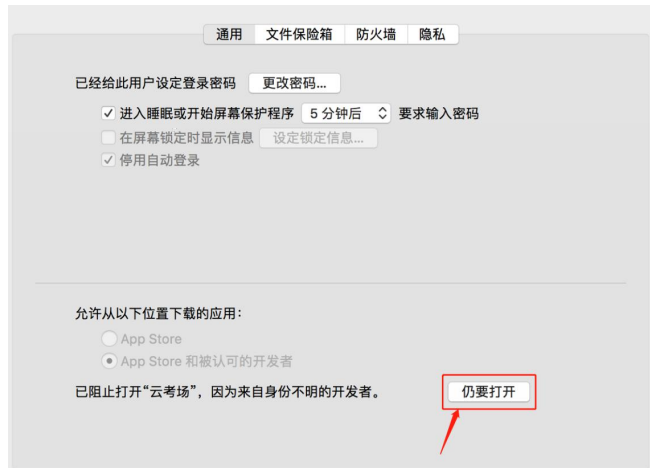 通用 文件保险箱 防火墙 隐私
已经给此用户设定登录密码 更改密码...
进入睡眠或开始屏幕保护程序 5 分钟后 要求输入密码
在屏幕锁定时显示信息 设定锁定信息...
停用自动登录
允许从以下位置下载的应用：
App Store
App Store 和被认可的开发者
已阻止打开“云考场”，因为来自身份不明的开发者。 仍要打开